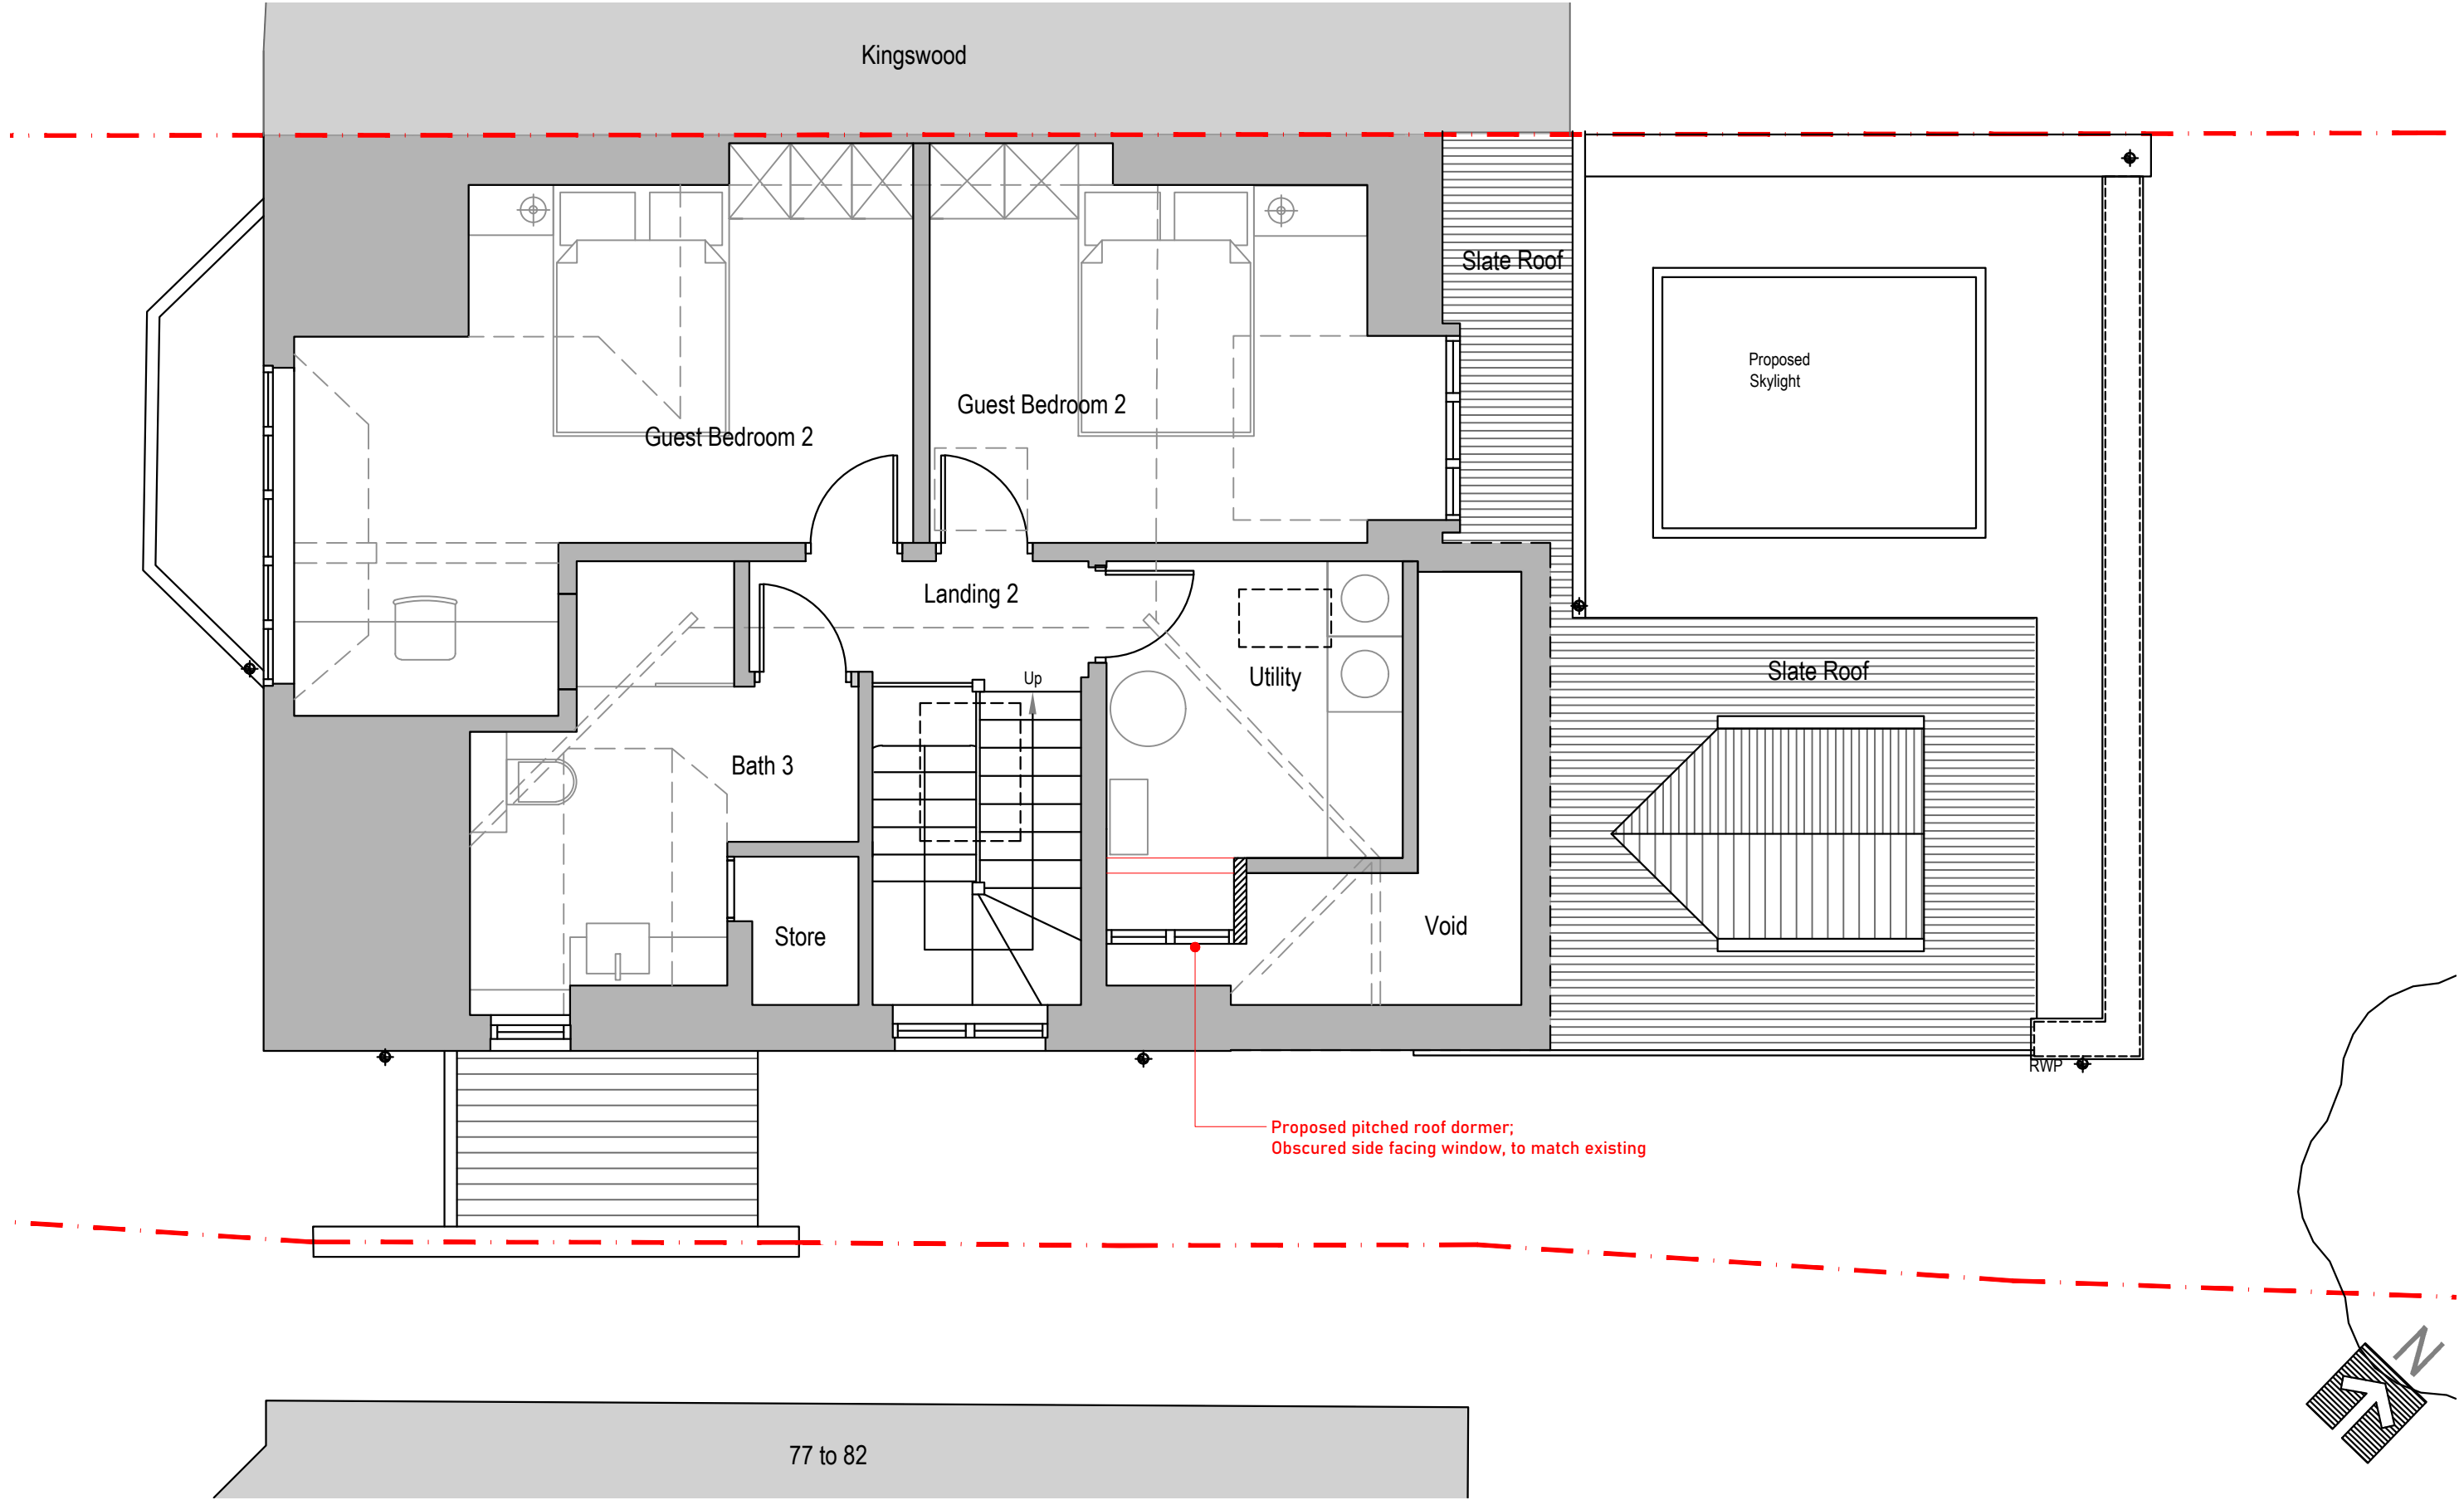 Kingswood
Slate Roof
Proposed
Skylight
Guest Bedroom 2
Guest Bedroom 2
Landing 2
Up
Utility
Slate Roof
Bath 3
Store
Void
RWP
Proposed pitched roof dormer;
Obscured side facing window, to match existing
N
77 to 82